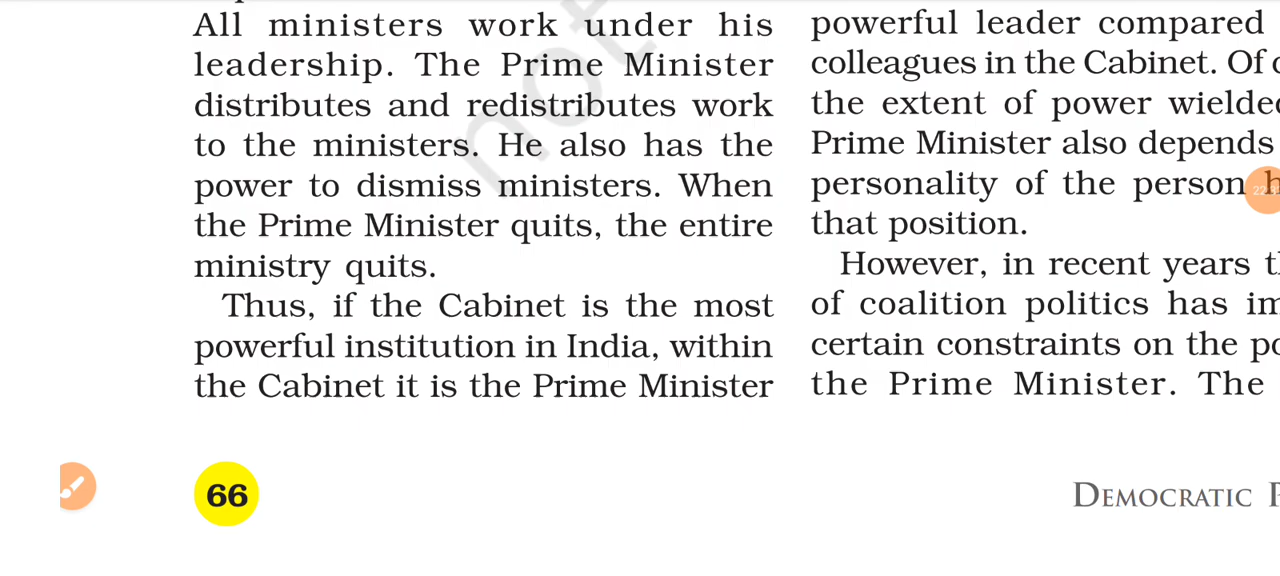 All ministers work under his
leadership. The Prime Minister
distributes and redistributes work
to the ministers. He also has the
power to dismiss ministers. When
the Prime Minister quits, the entire
ministry quits.
Thus, if the Cabinet is the most
powerful institution in India, within
the Cabinet it is the Prime Minister
powerful leader compared
colleagues in the Cabinet. Of
the extent of power wielded
Prime Minister also depends
personality of the person
that position.
However, in recent years
of coalition politics has
certain constraints on the
the Prime Minister. The
not
66
DEMOCRATIC